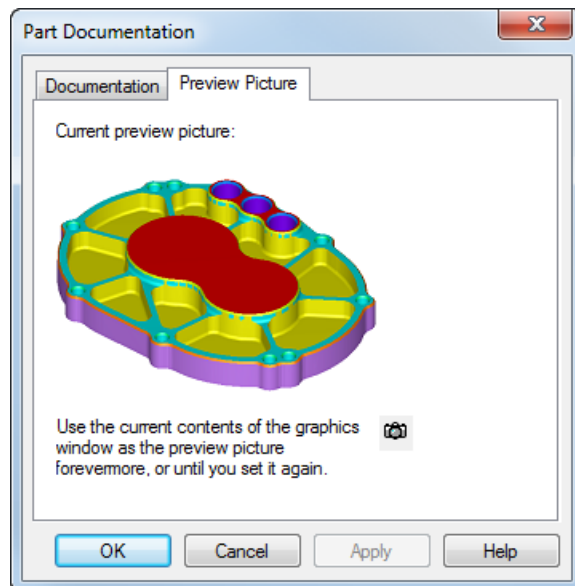 Part Documentation
Documentation
Preview Picture
Current preview picture:
Use the current contents of the graphics
window as the preview picture
forevermore, or until you set it again.
OK
Cancel
Apply
Help